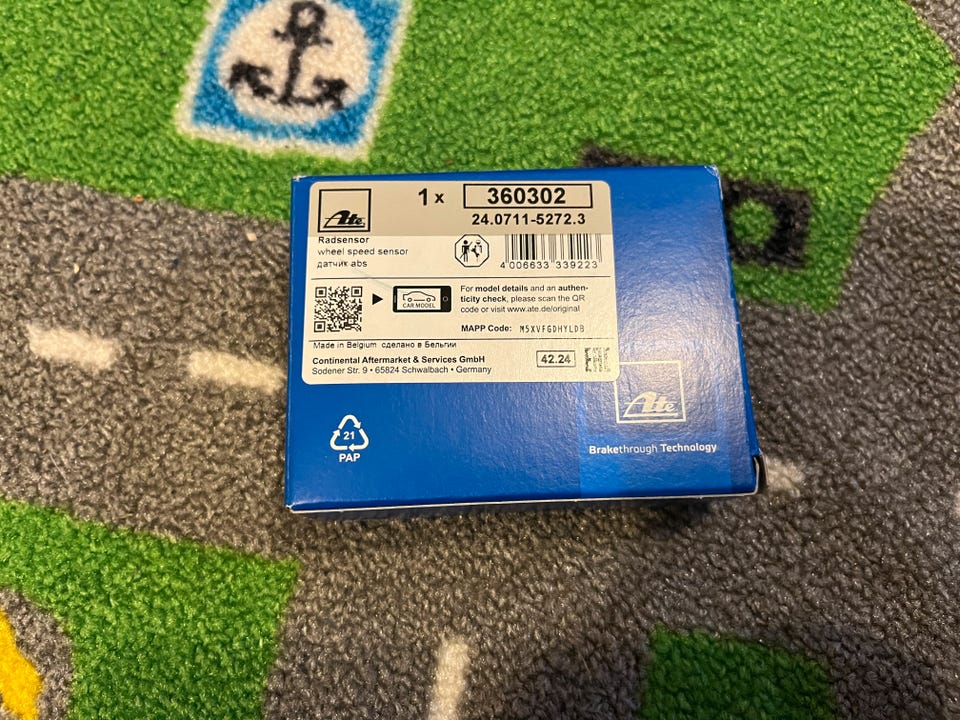 Ate
1 x 360302
24.0711-5272.3
Radsensor
wheel speed sensor
датчик abs
4 006633 339223
CAR MODEL
For model details and an authen-
ticity check, please scan the QR
code or visit www.ate.de/original
MAPP Code: M5XVFGDHYLDB
Made in Belgium сделано в Бельгии
Continental Aftermarket & Services GmbH
Sodener Str. 9 • 65824 Schwalbach • Germany
42.24
Ate
Brakethrough Technology
21
PAP